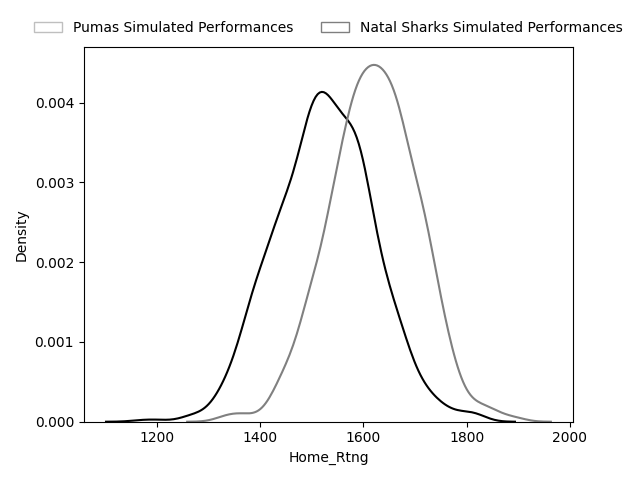 Pumas Simulated Performances
Natal Sharks Simulated Performances
0.004
0.003
0.002
0.001
0.000
Density
1200
1400
1600
1800
2000
Home_Rtng